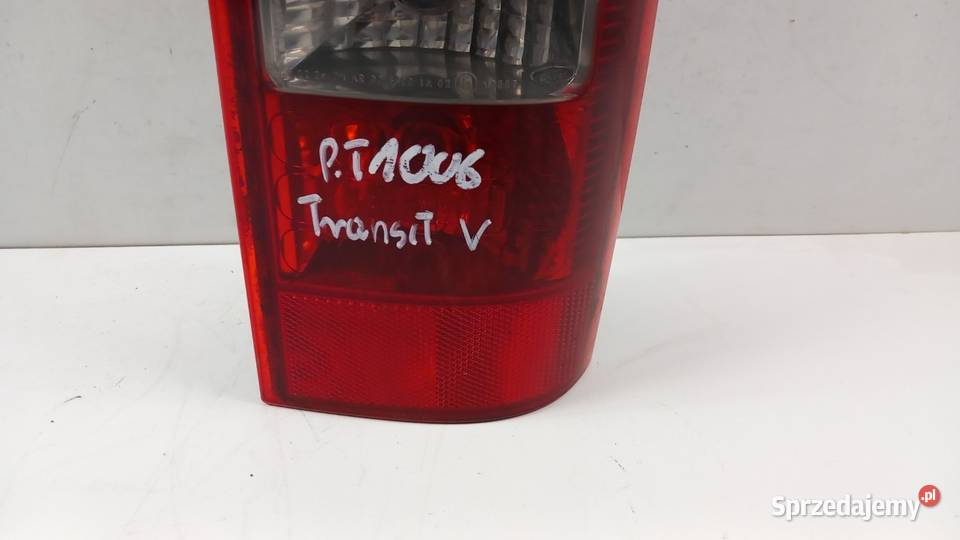 P.T1006
Transit V
Sprzedajemy.pl